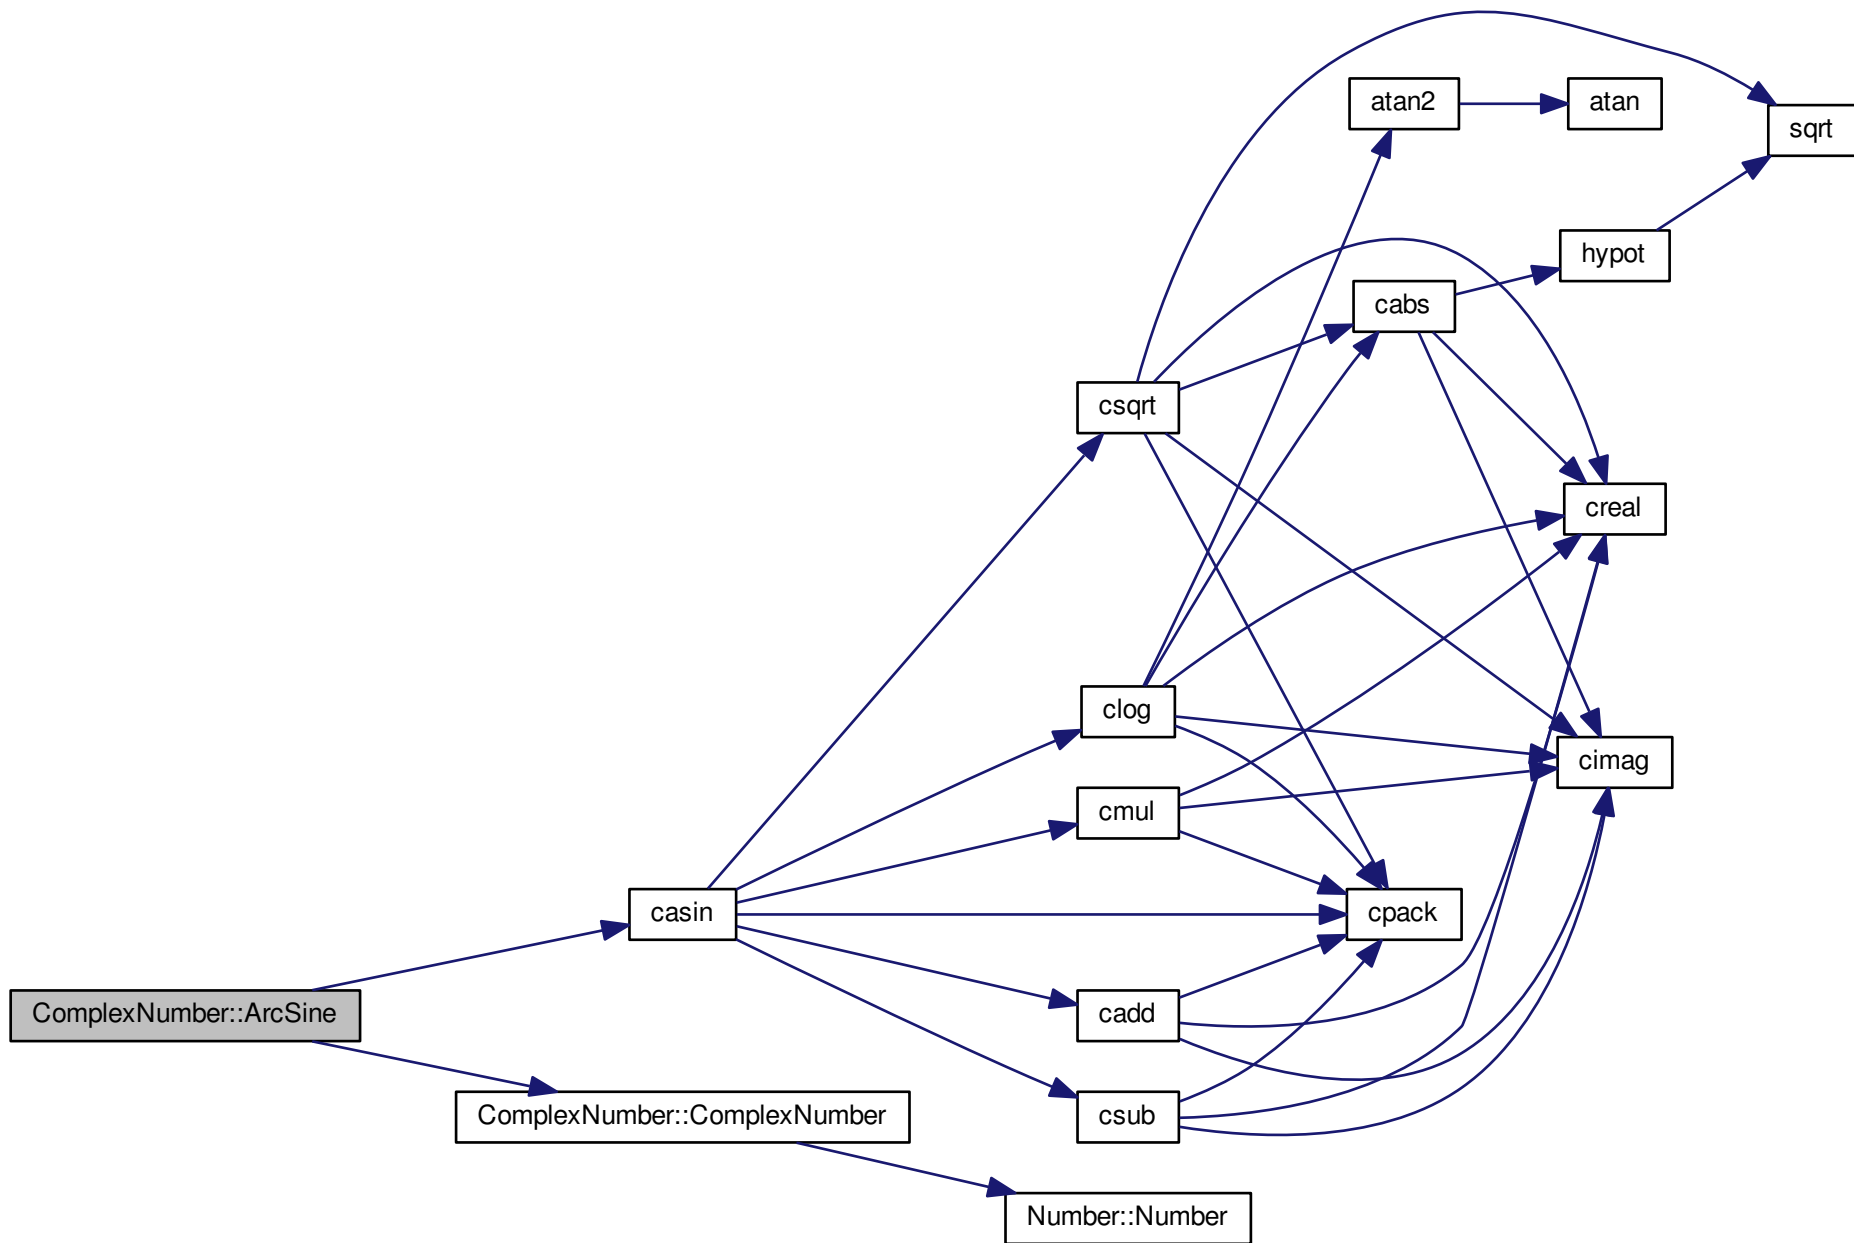 atan2
atan
sqrt
hypot
cabs
csqrt
creal
clog
cimag
cmul
casin
cpack
ComplexNumber::ArcSine
cadd
ComplexNumber::ComplexNumber
csub
Number::Number